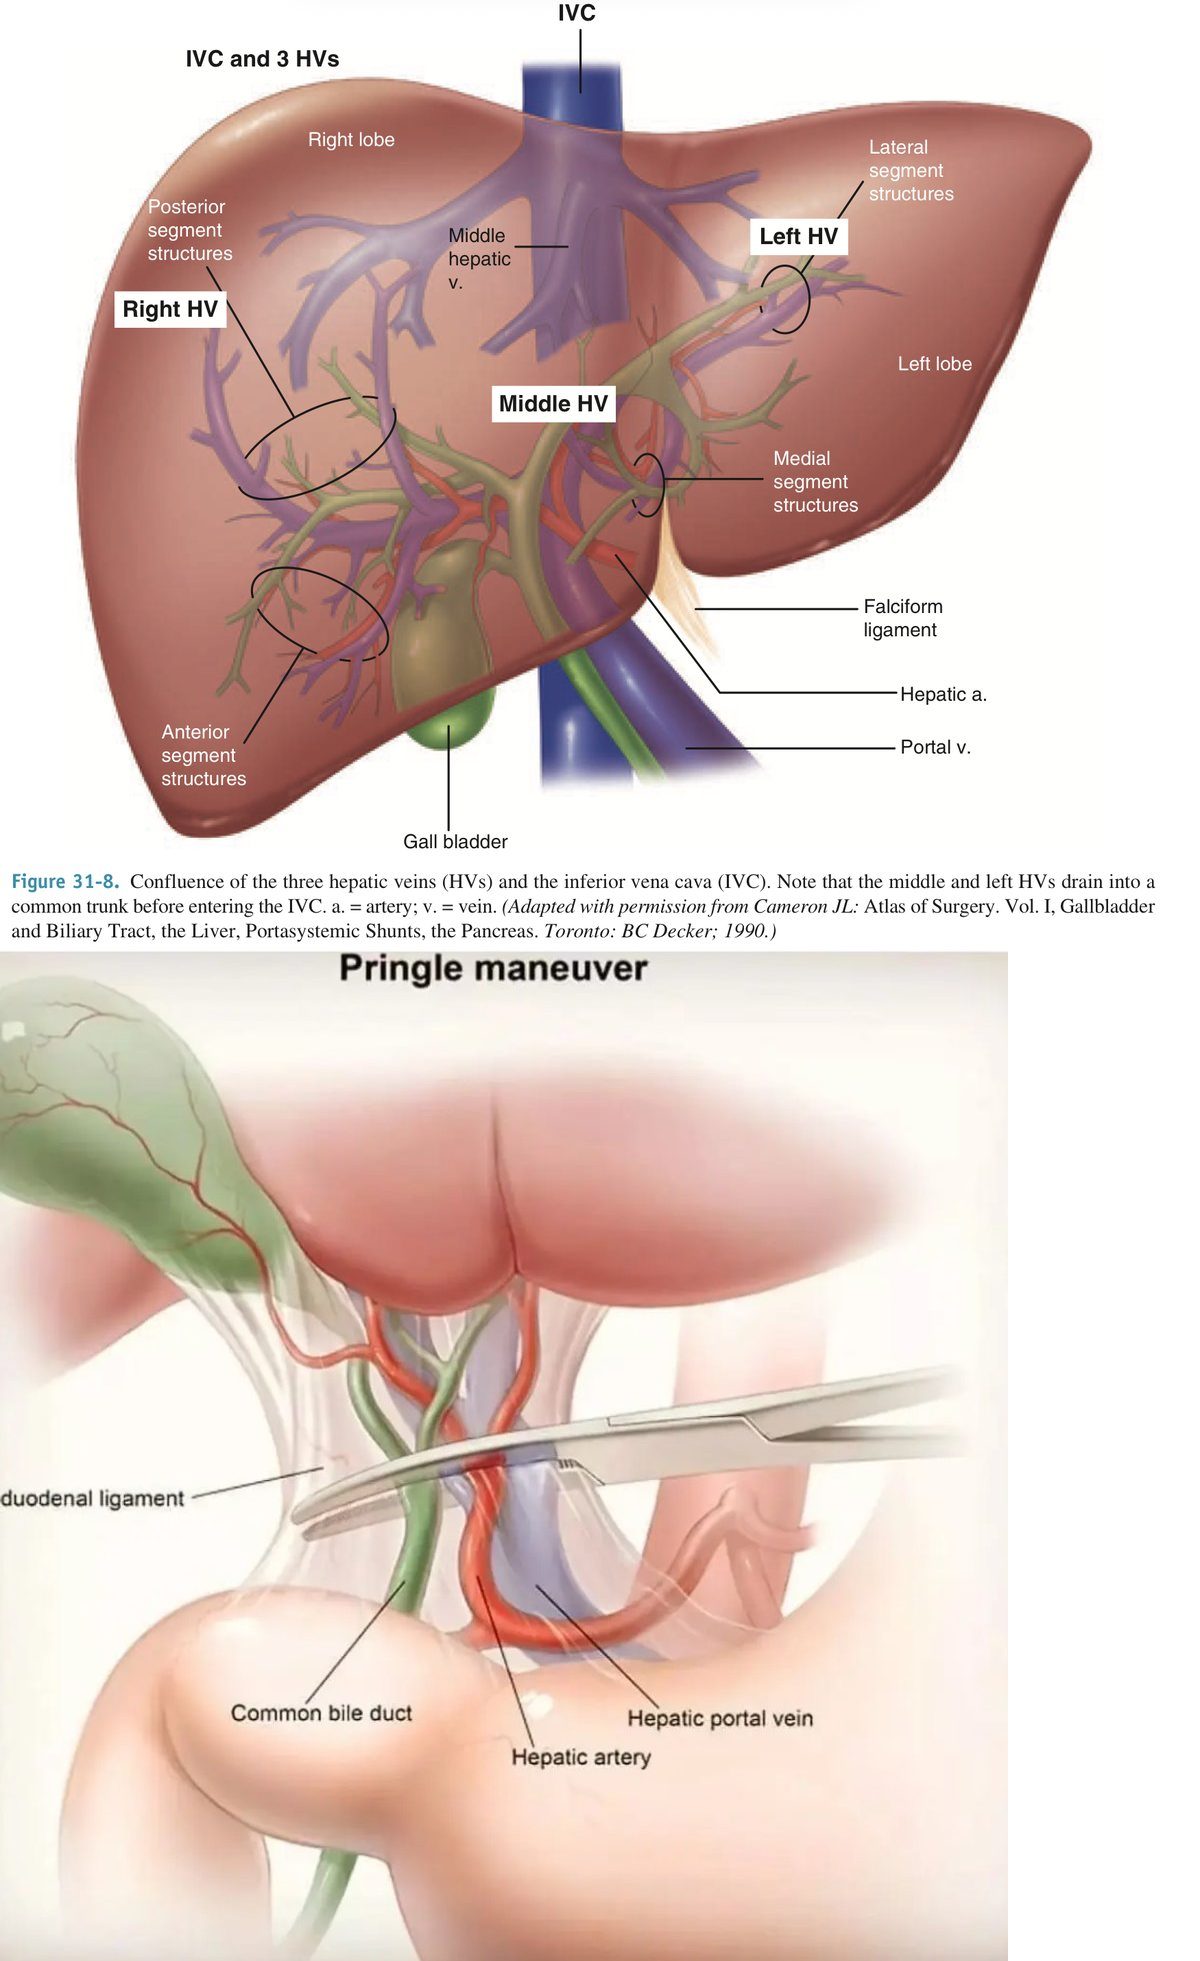 IVC
IVC and 3 HVs
Right lobe
Lateral
segment
structures
Posterior
segment
structures
Middle
hepatic
v.
Left HV
Right HV
Left lobe
Middle HV
Medial
segment
structures
Falciform
ligament
Hepatic a.
Anterior
segment
structures
Portal v.
Gall bladder
Figure 31-8. Confluence of the three hepatic veins (HVs) and the inferior vena cava (IVC). Note that the middle and left HVs drain into a
common trunk before entering the IVC. a. = artery; v. = vein. (Adapted with permission from Cameron JL: Atlas of Surgery. Vol. I, Gallbladder
and Biliary Tract, the Liver, Portasystemic Shunts, the Pancreas. Toronto: BC Decker; 1990.)
Pringle maneuver
duodenal ligament
Common bile duct
Hepatic portal vein
Hepatic artery